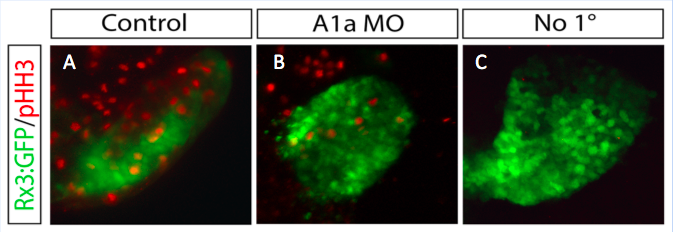 Control
A1a MO
No 1°
Rx3:GFP/pHH3
A
B
C